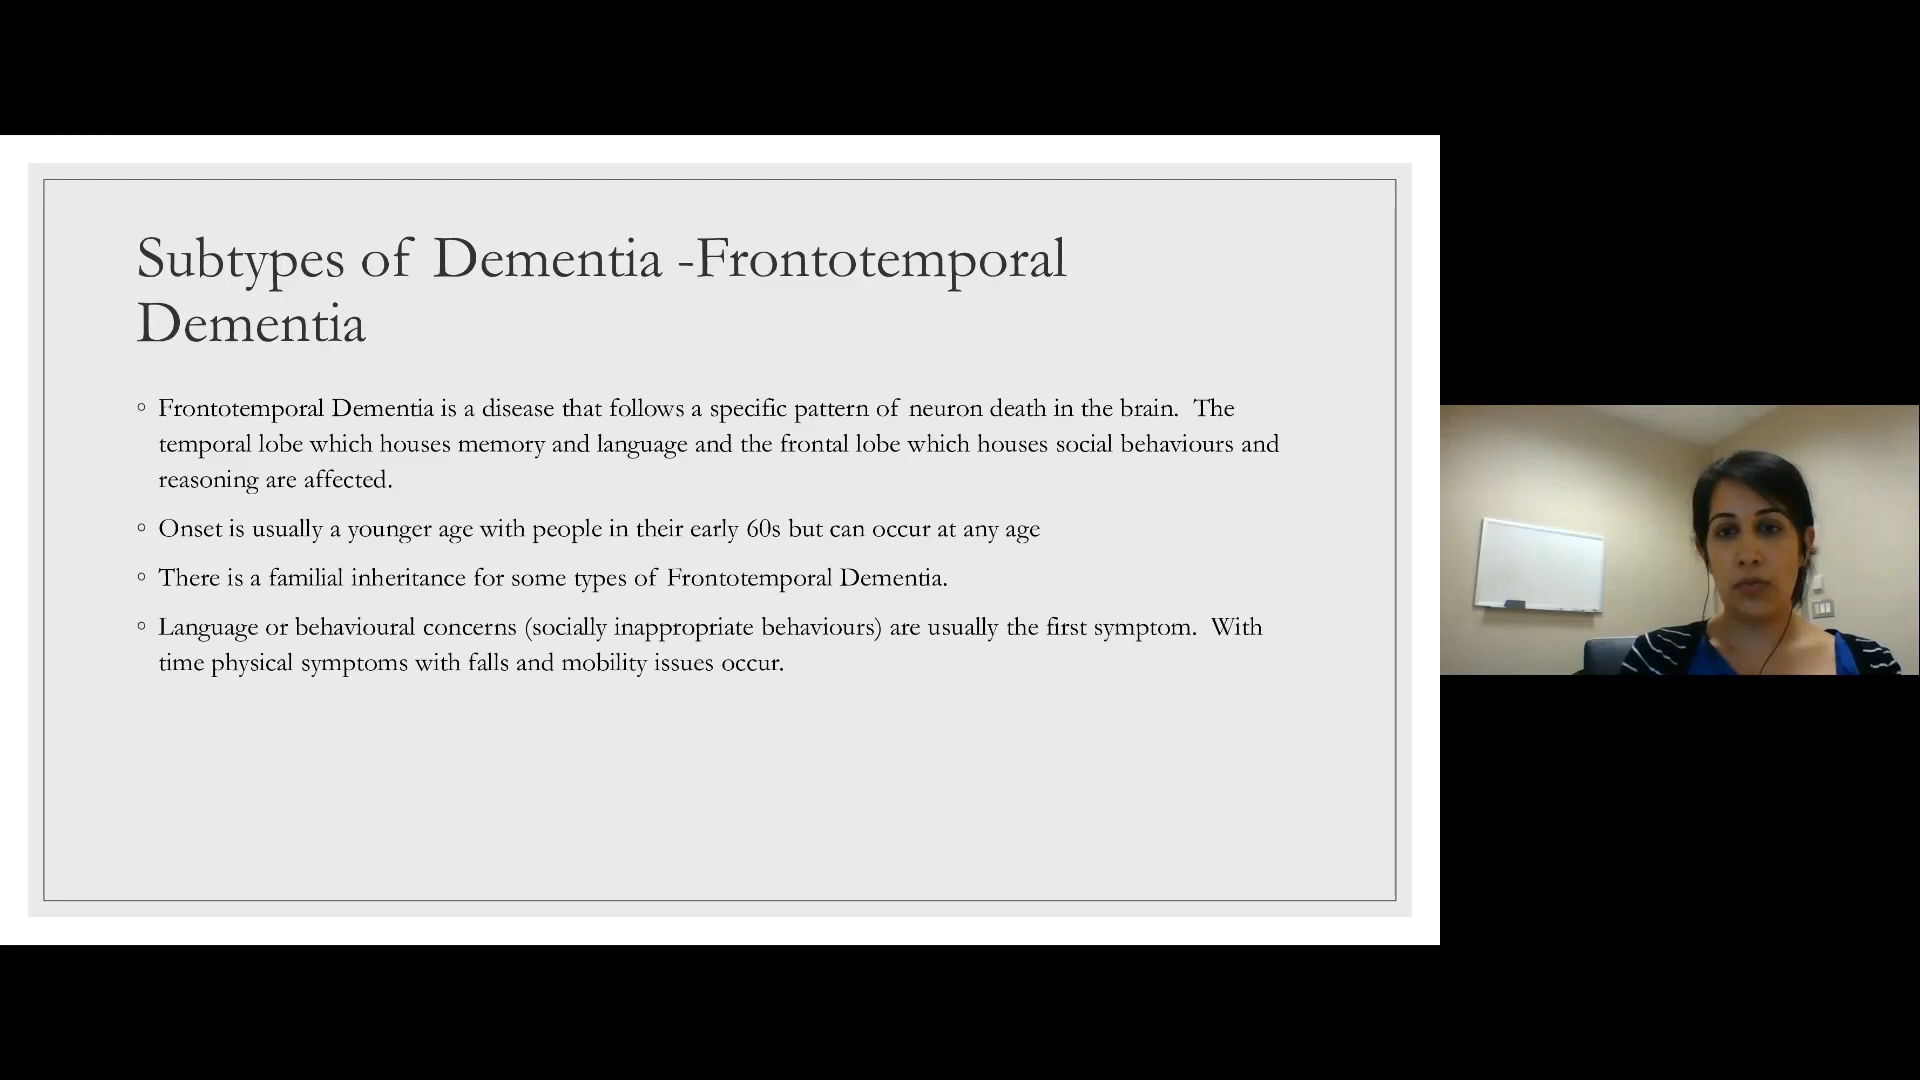 Subtypes of Dementia -Frontotemporal
Dementia
◦ Frontotemporal Dementia is a disease that follows a specific pattern of neuron death in the brain.  The
temporal lobe which houses memory and language and the frontal lobe which houses social behaviours and
reasoning are affected.
◦ Onset is usually a younger age with people in their early 60s but can occur at any age
◦ There is a familial inheritance for some types of Frontotemporal Dementia.
◦ Language or behavioural concerns (socially inappropriate behaviours) are usually the first symptom.  With
time physical symptoms with falls and mobility issues occur.